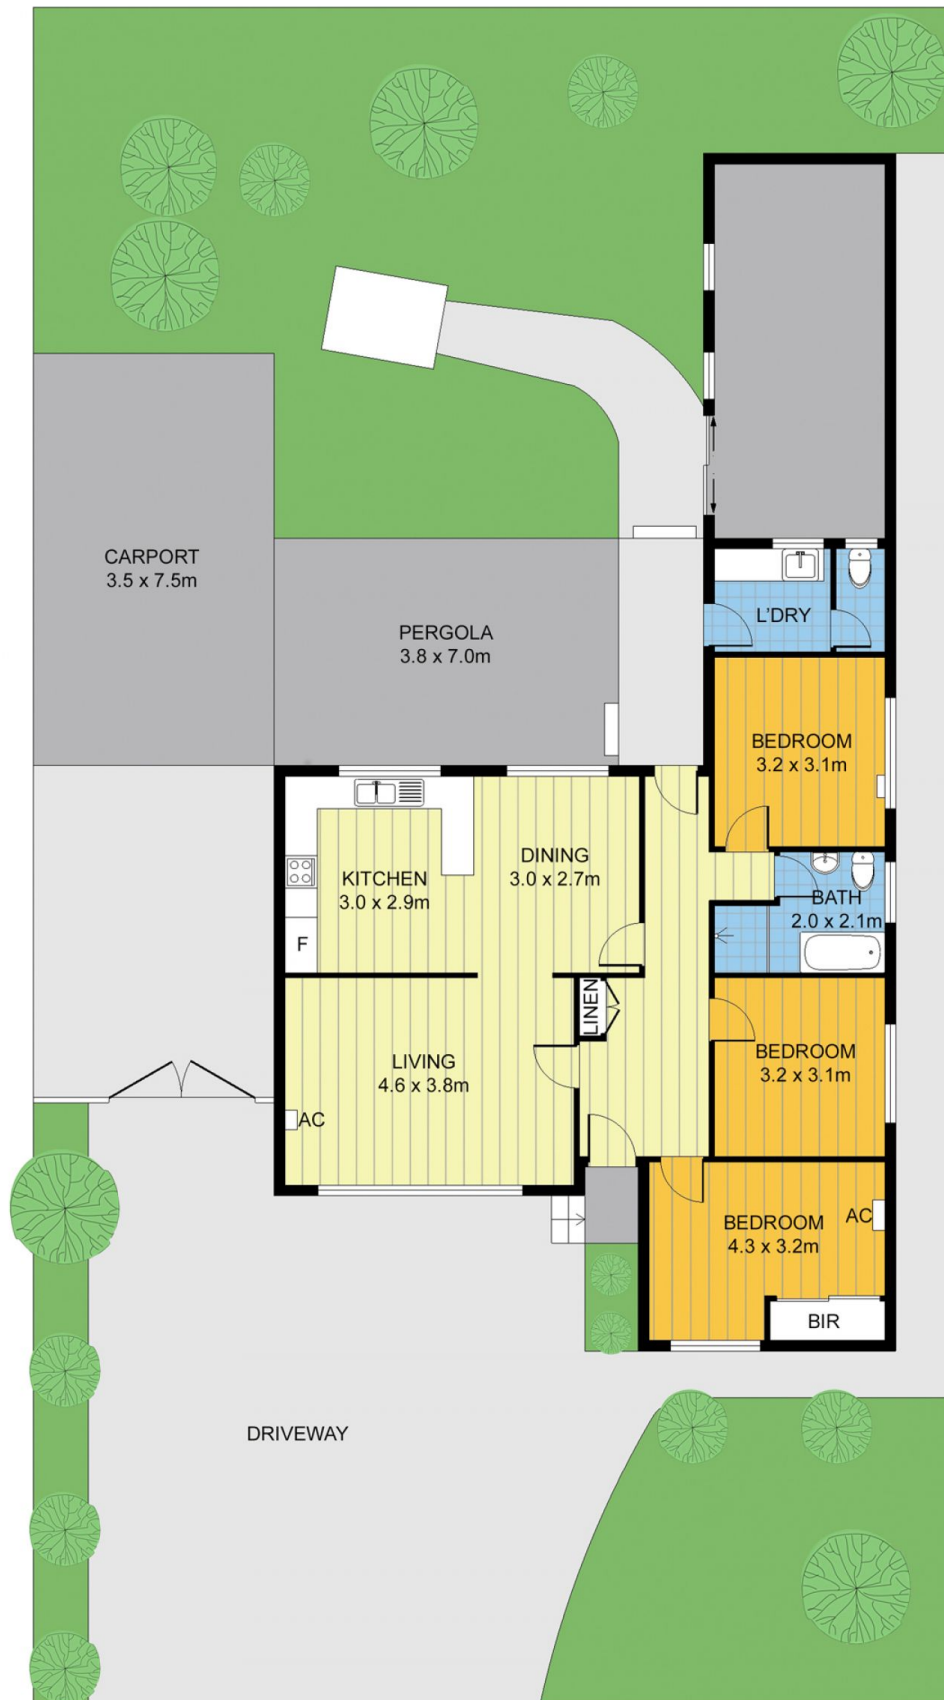 CARPORT
3.5 x 7.5m
PERGOLA
3.8 x 7.0m
L'DRY
BEDROOM
3.2 x 3.1m
KITCHEN
3.0 x 2.9m
DINING
3.0 x 2.7m
BATH
2.0 x 2.1m
F
LINEN
LIVING
4.6 x 3.8m
BEDROOM
3.2 x 3.1m
AC
BEDROOM
4.3 x 3.2m
AC
BIR
DRIVEWAY